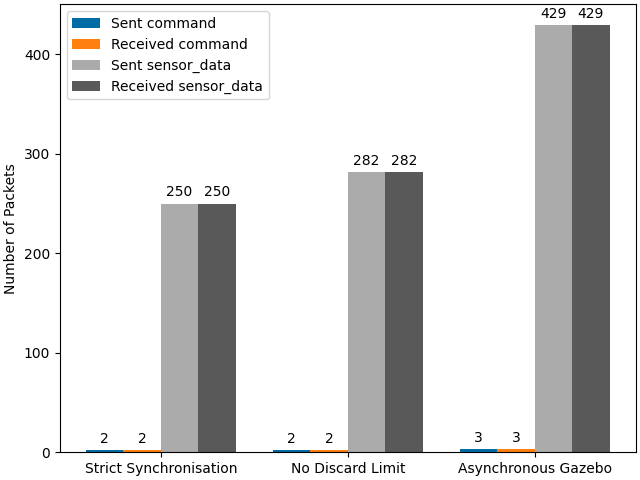 Sent command
Received command
Sent sensor_data
Received sensor_data
Number of Packets
400
300
200
100
0
2 2 250 250
2 2 282 282
3 3 429 429
Strict Synchronisation No Discard Limit Asynchronous Gazebo